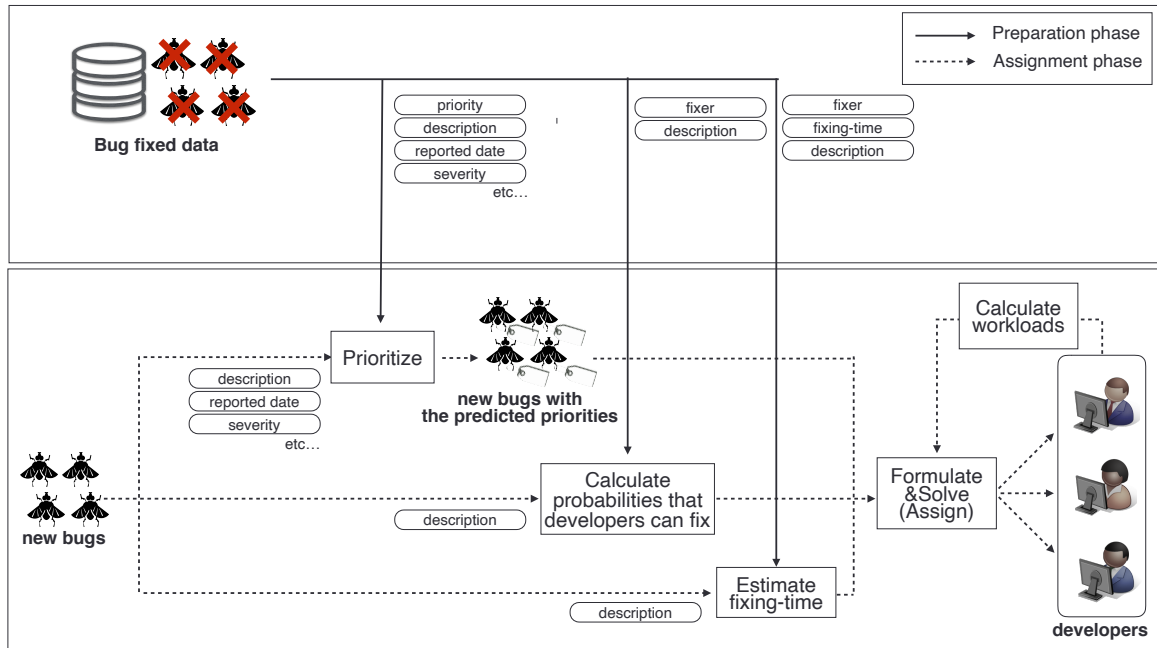 Preparation phase
Assignment phase
Bug fixed data
priority
description
reported date
severity
etc…
fixer
description
fixer
fixing-time
description
Calculate
workloads
Prioritize
description
reported date
severity
etc…
new bugs with
the predicted priorities
new bugs
description
Calculate
probabilities that
developers can fix
Formulate
&Solve
(Assign)
description
Estimate
fixing-time
developers